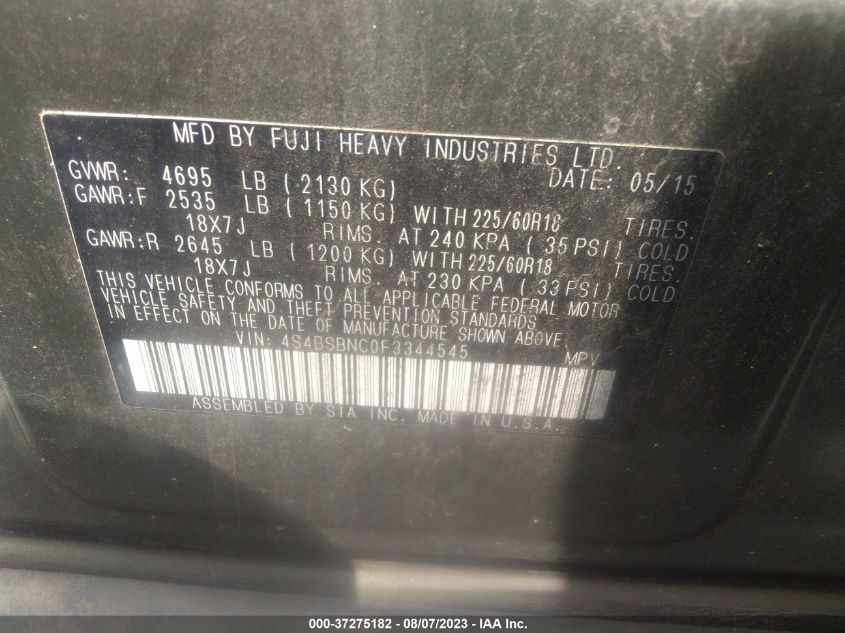 MFD BY FUJI HEAVY INDUSTRIES LTD.
GVWR: 4695 LB ( 2130 KG) DATE: 05/15
GAWR:F 2535 LB ( 1150 KG) WITH 225/60R18 TIRES.
18X7J RIMS. AT 240 KPA ( 35 PSI) COLD
GAWR:R 2645 LB ( 1200 KG) WITH 225/60R18 TIRES.
18X7J RIMS. AT 230 KPA ( 33 PSI) COLD
THIS VEHICLE CONFORMS TO ALL APPLICABLE FEDERAL MOTOR
VEHICLE SAFETY AND THEFT PREVENTION STANDARDS
IN EFFECT ON THE DATE OF MANUFACTURE SHOWN ABOVE.
VIN: 4S4BSBNC0F3344545 MPV
ASSEMBLED BY SIA INC. MADE IN U.S.A.
000-37275182 - 08/07/2023 - IAA Inc.